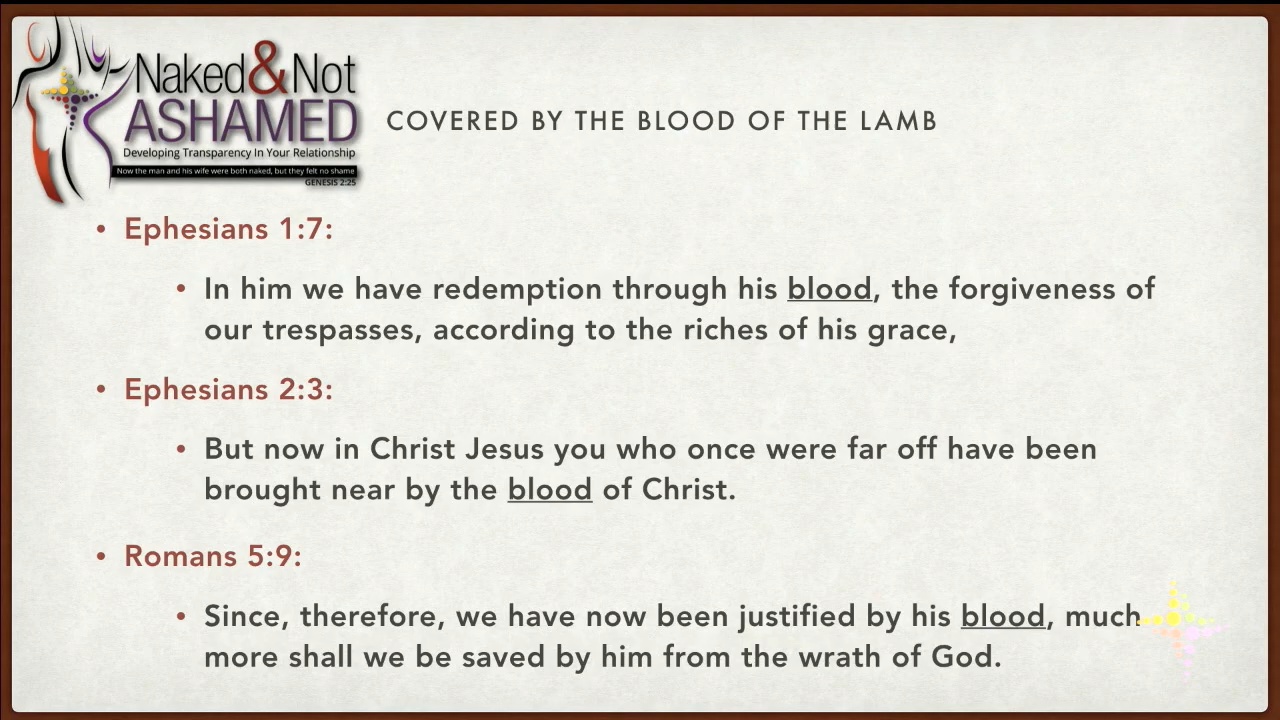 Naked & Not
ASHAMED
Developing Transparency In Your Relationship
Now the man and his wife were both naked, but they felt no shame
GENESIS 2:25
COVERED BY THE BLOOD OF THE LAMB
• Ephesians 1:7:
• In him we have redemption through his blood, the forgiveness of
our trespasses, according to the riches of his grace,
• Ephesians 2:3:
• But now in Christ Jesus you who once were far off have been
brought near by the blood of Christ.
• Romans 5:9:
• Since, therefore, we have now been justified by his blood, much
more shall we be saved by him from the wrath of God.